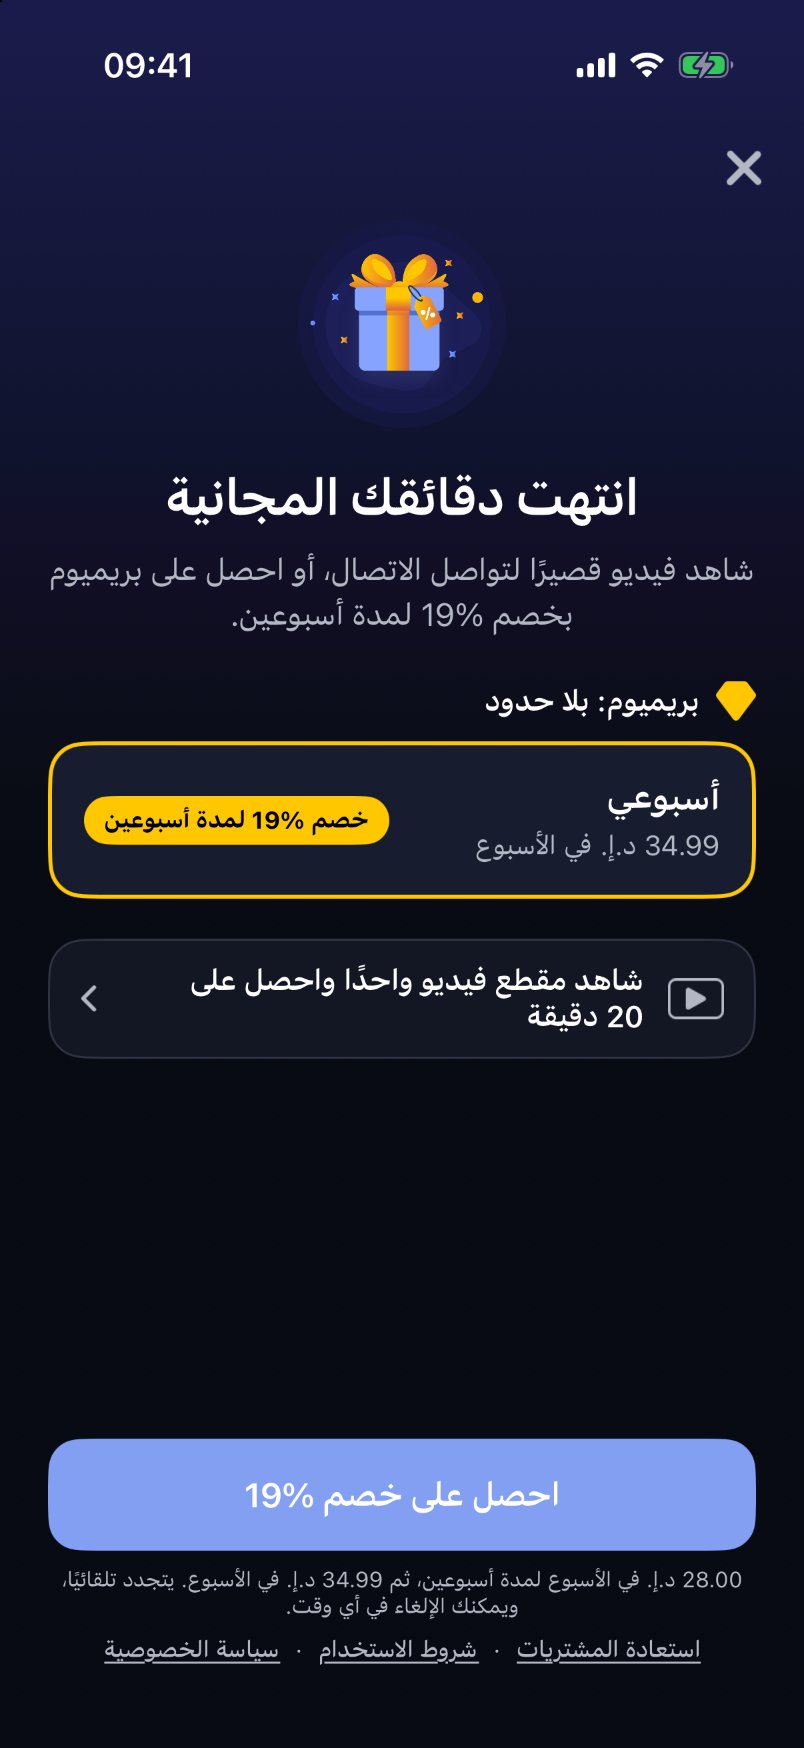 09:41
انتهت دقائقك المجانية
شاهد فيديو قصيرًا لتواصل الاتصال، أو احصل على بريميوم
بخصم 19% لمدة أسبوعين.
بريميوم: بلا حدود
أسبوعي
خصم 19% لمدة أسبوعين
34.99 د.إ. في الأسبوع
شاهد مقطع فيديو واحدًا واحصل على
20 دقيقة
احصل على خصم 19%
28.00 د.إ. في الأسبوع لمدة أسبوعين، ثم 34.99 د.إ. في الأسبوع. يتجدد تلقائيًا،
ويمكنك الإلغاء في أي وقت.
استعادة المشتريات · شروط الاستخدام · سياسة الخصوصية